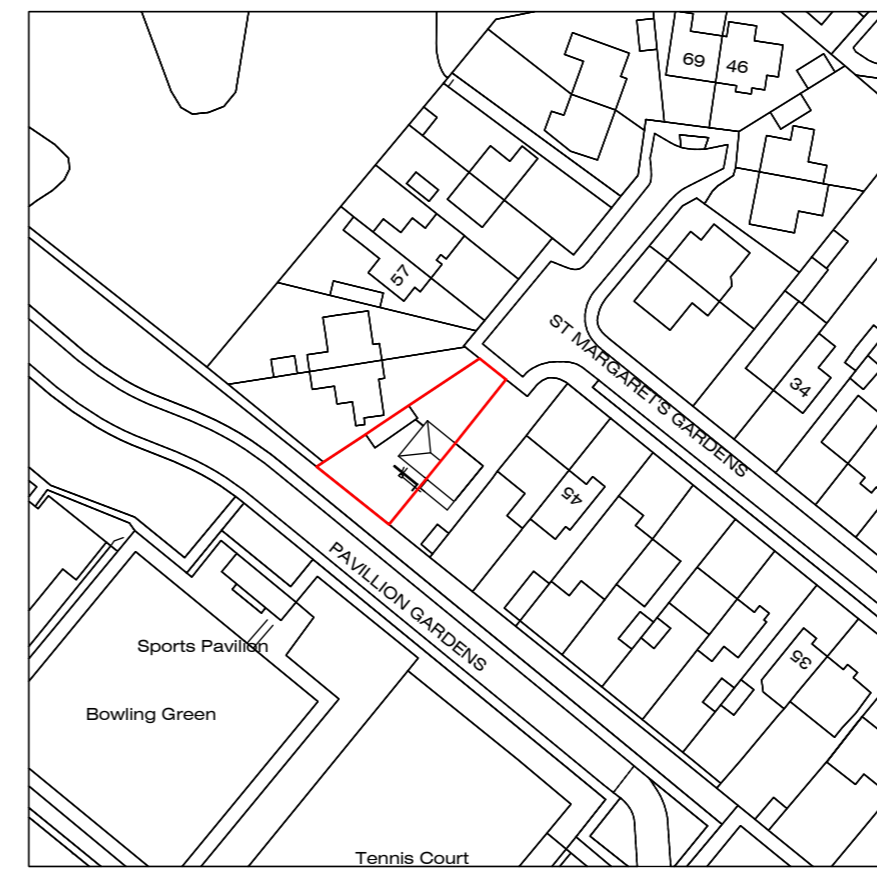 69
46
57
ST MARGARET'S GARDENS
34
45
PAVILLION GARDENS
Sports Pavilion
35
Bowling Green
Tennis Court